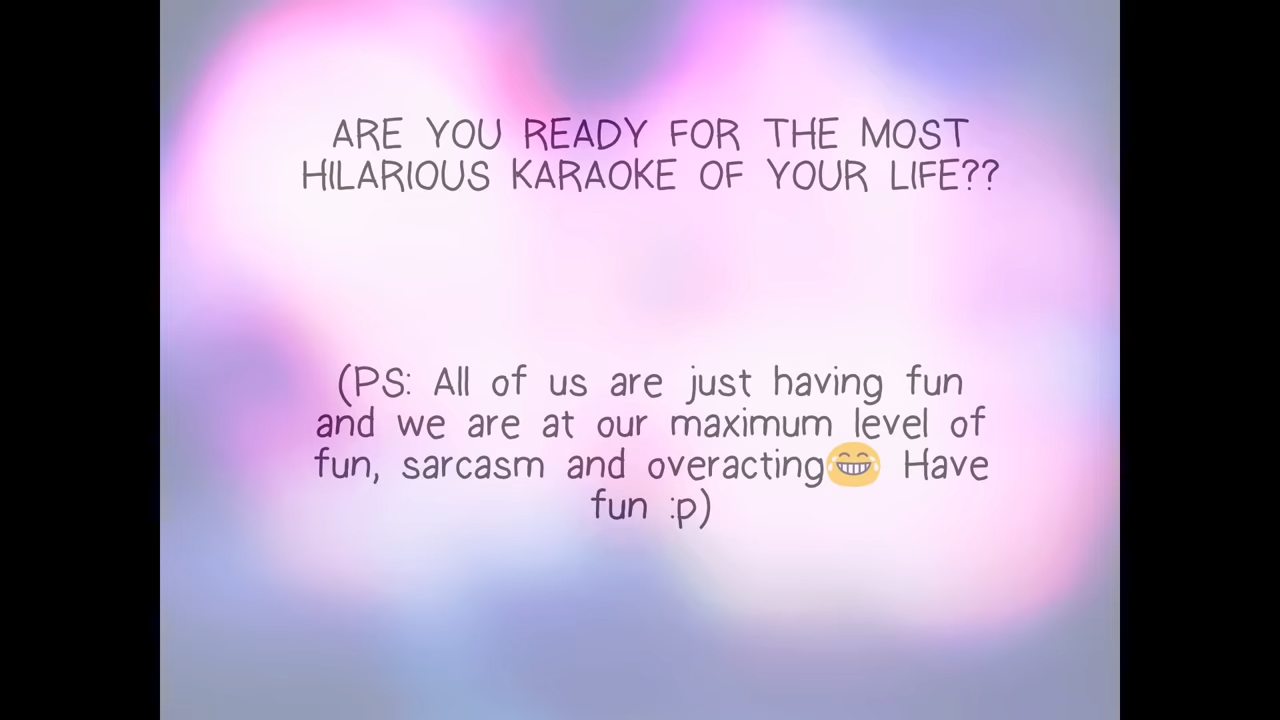 ARE YOU READY FOR THE MOST
HILARIOUS KARAOKE OF YOUR LIFE??
(PS: All of us are just having fun
and we are at our maximum level of
fun, sarcasm and overacting😂 Have
fun :p)